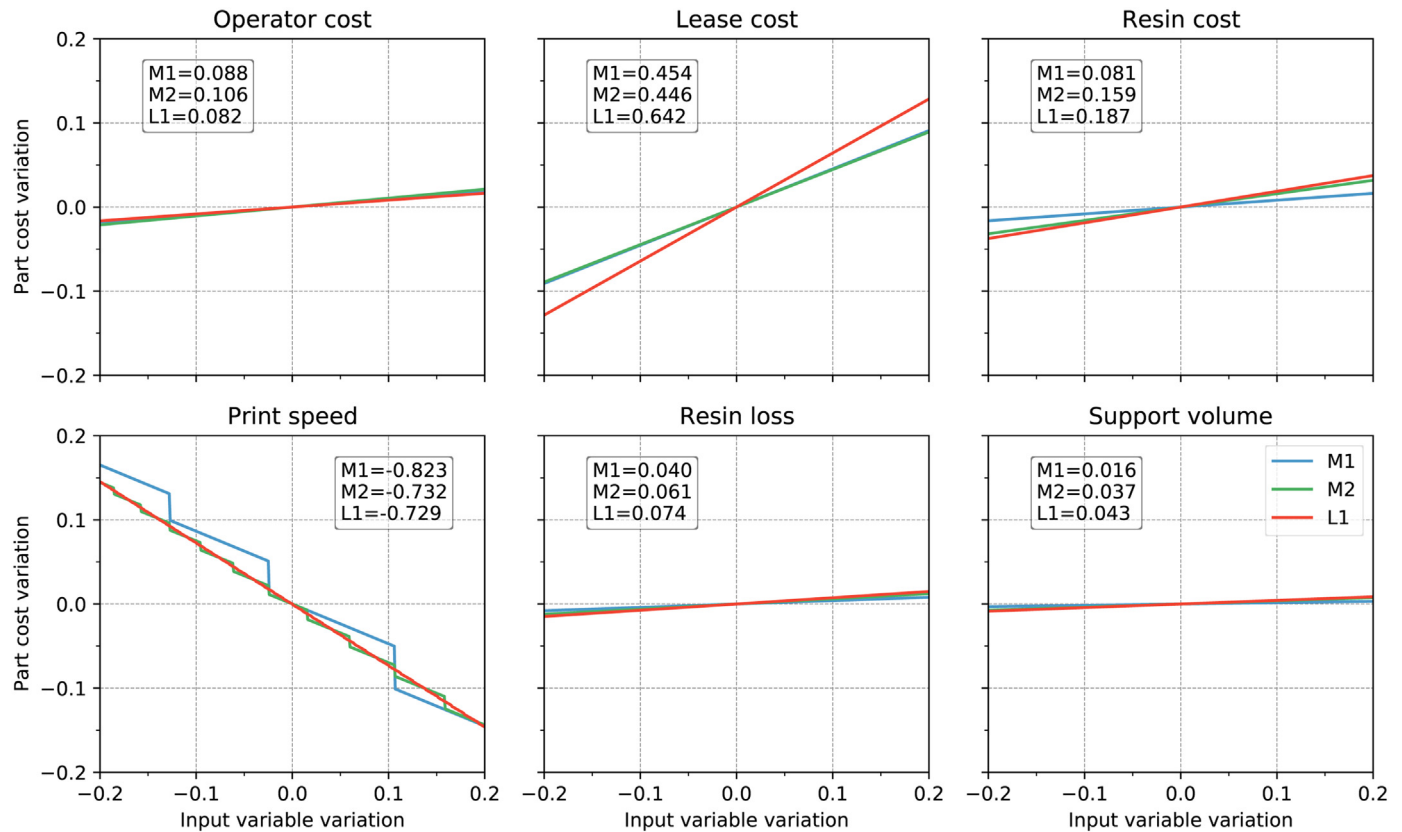 Operator cost
Lease cost
Resin cost
Part cost variation
0.2
0.1
0.0
−0.1
−0.2
M1=0.088
M2=0.106
L1=0.082
M1=0.454
M2=0.446
L1=0.642
M1=0.081
M2=0.159
L1=0.187
Print speed
Resin loss
Support volume
Part cost variation
0.2
0.1
0.0
−0.1
−0.2
M1=-0.823
M2=-0.732
L1=-0.729
M1=0.040
M2=0.061
L1=0.074
M1=0.016
M2=0.037
L1=0.043
M1
M2
L1
−0.2 −0.1 0.0 0.1 0.2
−0.2 −0.1 0.0 0.1 0.2
−0.2 −0.1 0.0 0.1 0.2
Input variable variation
Input variable variation
Input variable variation